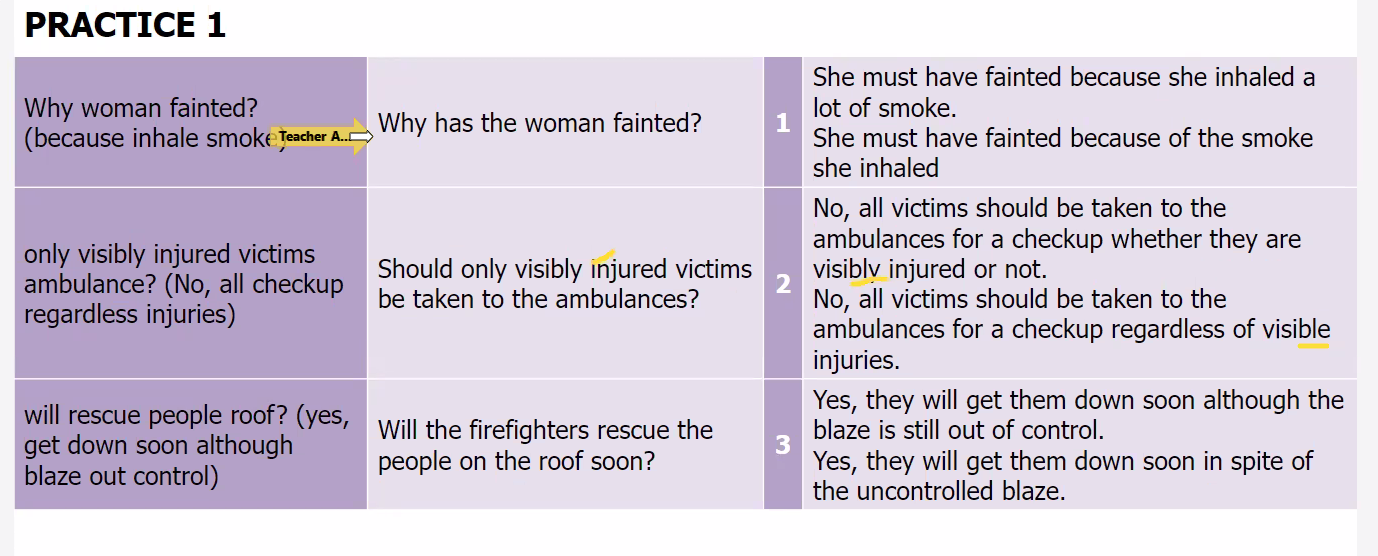 PRACTICE 1
Why woman fainted?
(because inhale smoke)
Teacher A...
Why has the woman fainted?
1
She must have fainted because she inhaled a
lot of smoke.
She must have fainted because of the smoke
she inhaled
only visibly injured victims
ambulance? (No, all checkup
regardless injuries)
Should only visibly injured victims
be taken to the ambulances?
2
No, all victims should be taken to the
ambulances for a checkup whether they are
visibly injured or not.
No, all victims should be taken to the
ambulances for a checkup regardless of visible
injuries.
will rescue people roof? (yes,
get down soon although
blaze out control)
Will the firefighters rescue the
people on the roof soon?
3
Yes, they will get them down soon although the
blaze is still out of control.
Yes, they will get them down soon in spite of
the uncontrolled blaze.